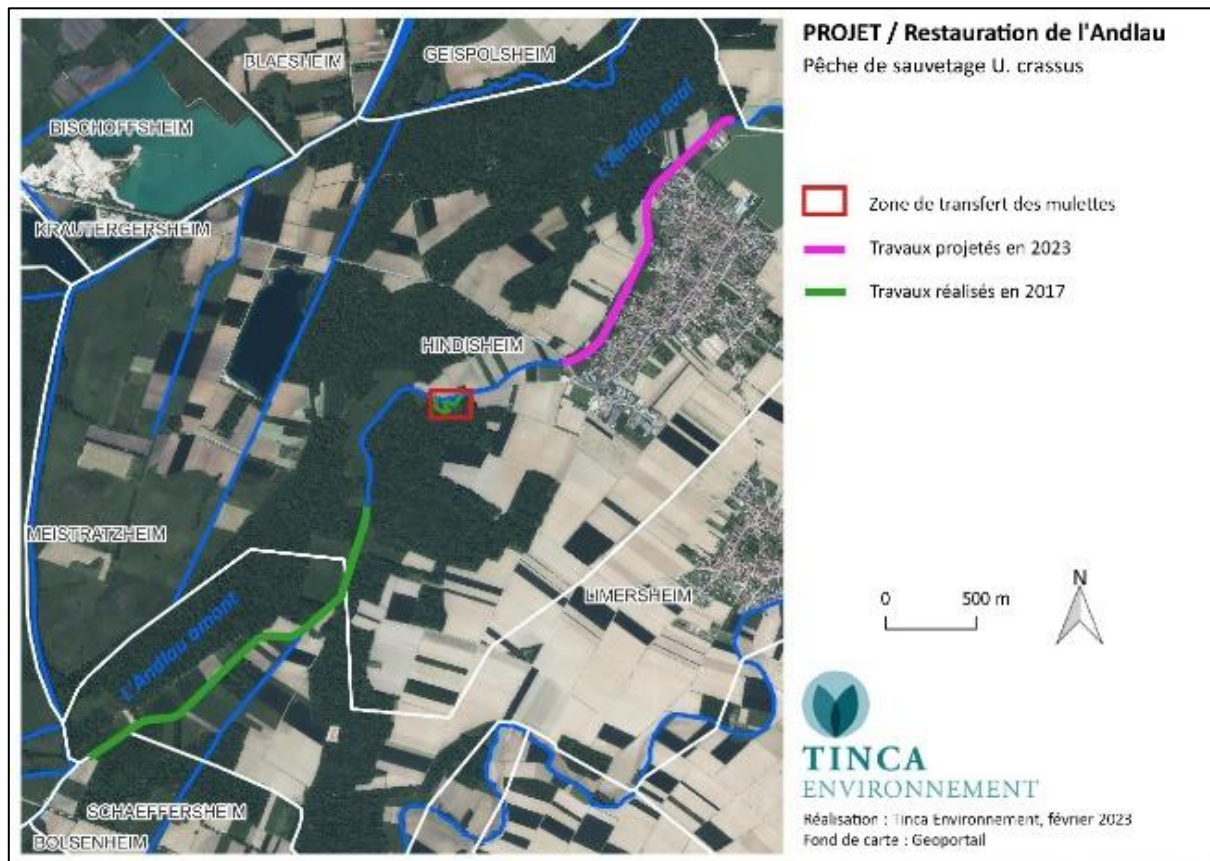 PROJET / Restauration de l'Andlau
Pêche de sauvetage U. crassus
Zone de transfert des mulettes
Travaux projetés en 2023
Travaux réalisés en 2017
BLAESHEIM
GEISPOLSHEIM
BISCHOFFSHEIM
L'Andlau aval
KRAUTERGERSHEIM
HINDISHEIM
MEISTRATZHEIM
LIMERSHEIM
L'Andlau amont
SCHAEFFERSHEIM
BOLSENHEIM
0 500 m
N
TINCA
ENVIRONNEMENT
Réalisation : Tinca Environnement, février 2023
Fond de carte : Geoportail